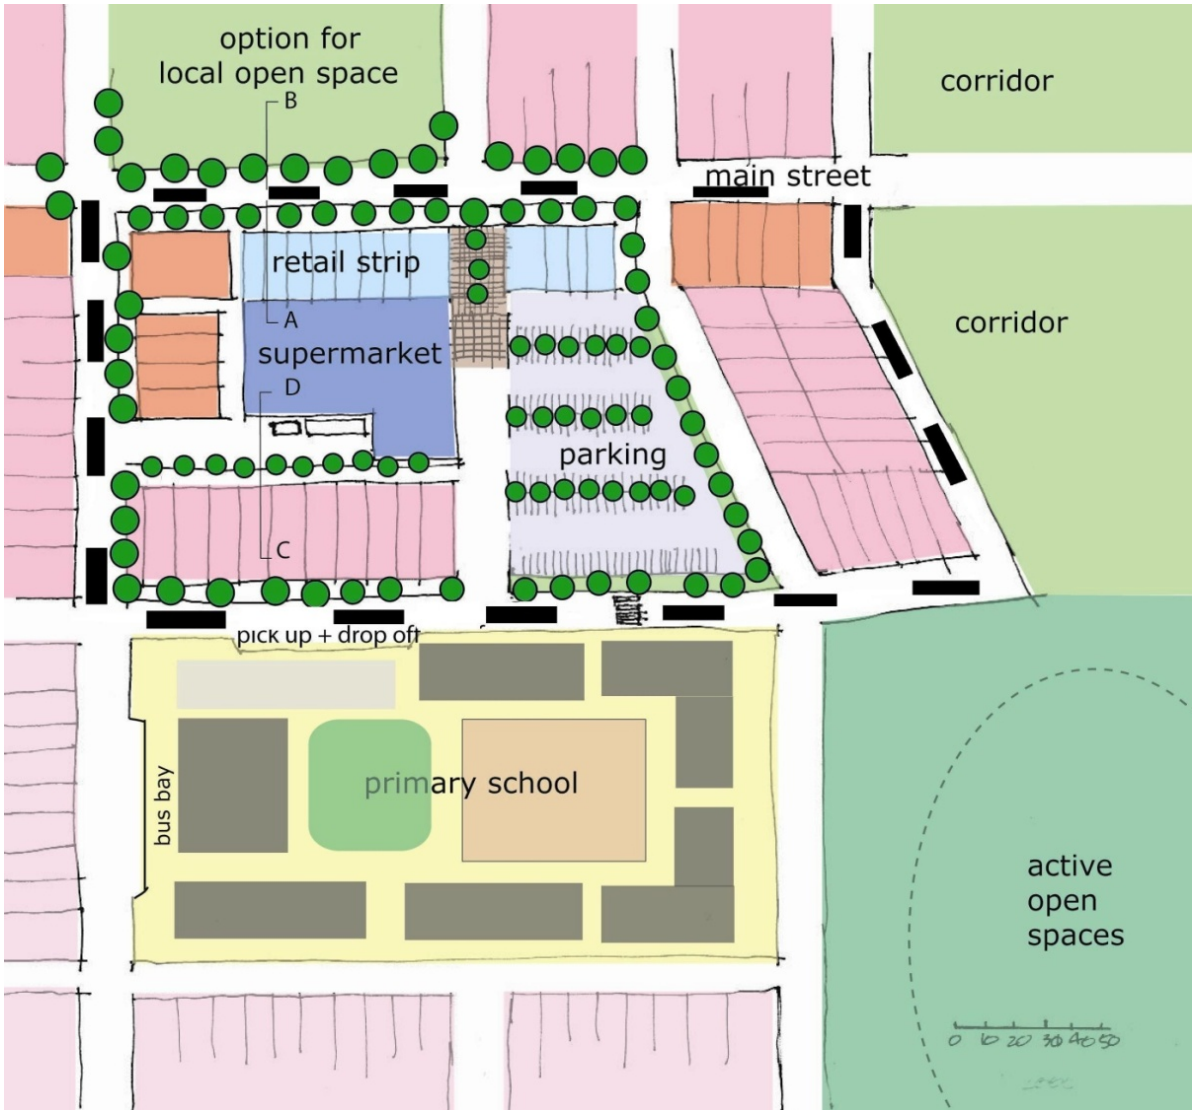 option for
local open space
B
corridor
main street
retail strip
A
supermarket
D
corridor
parking
C
pick up + drop off
bus bay
primary school
active
open
spaces
0 10 20 30 40 50